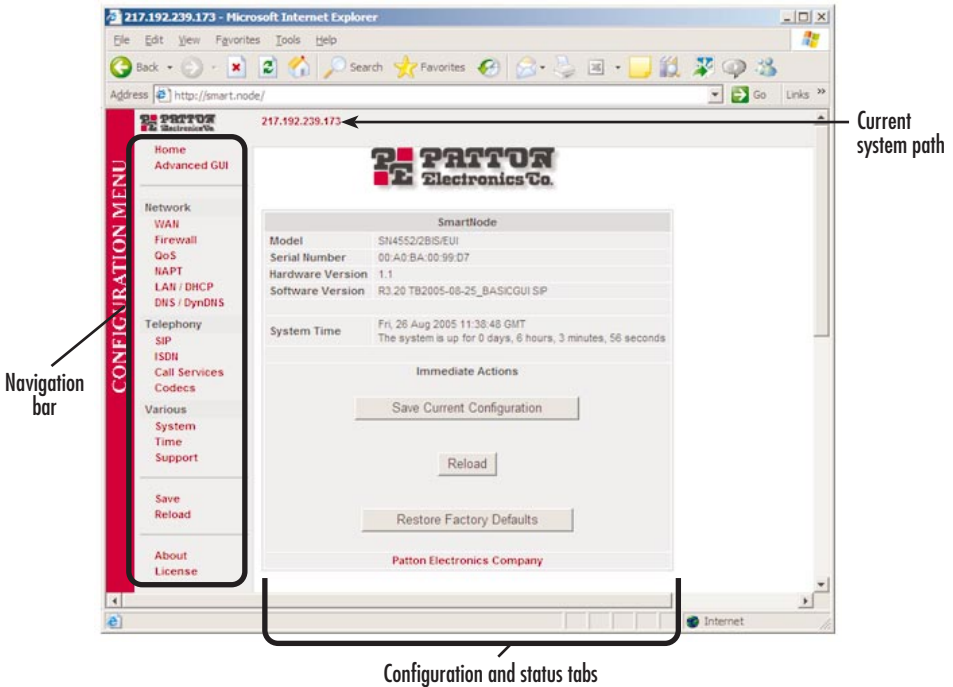 217.192.239.173 - Microsoft Internet Explorer
File Edit View Favorites Tools Help
Back Search Favorites
Address http://smart.node/ Go Links »
PATTON
Electronics Co.
217.192.239.173
Current
system path
CONFIGURATION MENU
Home
Advanced GUI
Network
WAN
Firewall
QoS
NAPT
LAN / DHCP
DNS / DynDNS
Telephony
SIP
ISDN
Call Services
Codecs
Various
System
Time
Support
Save
Reload
About
License
Navigation
bar
PE PATTON
Electronics Co.
SmartNode
Model SN4552/2BIS/EUI
Serial Number 00:A0:BA:00:99:D7
Hardware Version 1.1
Software Version R3.20 TB2005-08-25_BASICGUI SIP
System Time Fri, 26 Aug 2005 11:38:48 GMT
The system is up for 0 days, 6 hours, 3 minutes, 56 seconds
Immediate Actions
Save Current Configuration
Reload
Restore Factory Defaults
Patton Electronics Company
Internet
Configuration and status tabs